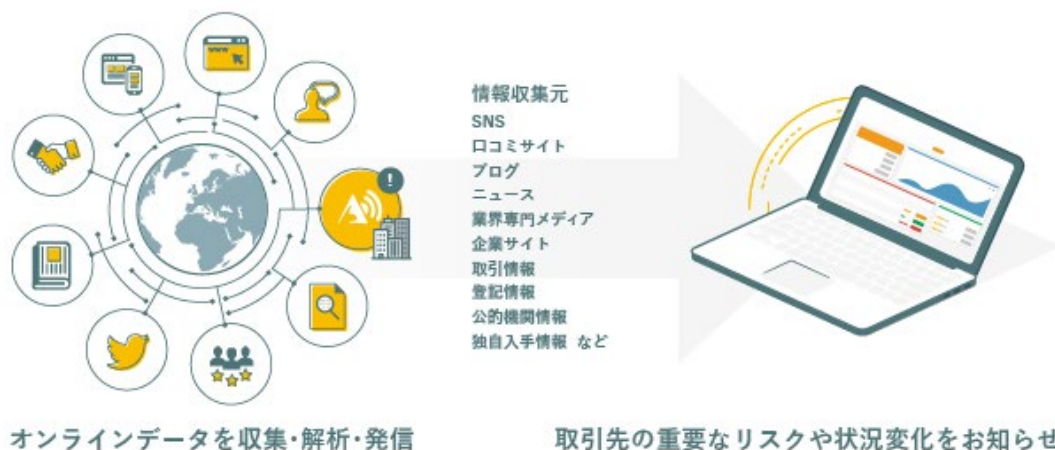 www
情報収集元
SNS
口コミサイト
ブログ
ニュース
業界専門メディア
企業サイト
取引情報
登記情報
公的機関情報
独自入手情報 など
オンラインデータを収集・解析・発信
取引先の重要なリスクや状況変化をお知らせ